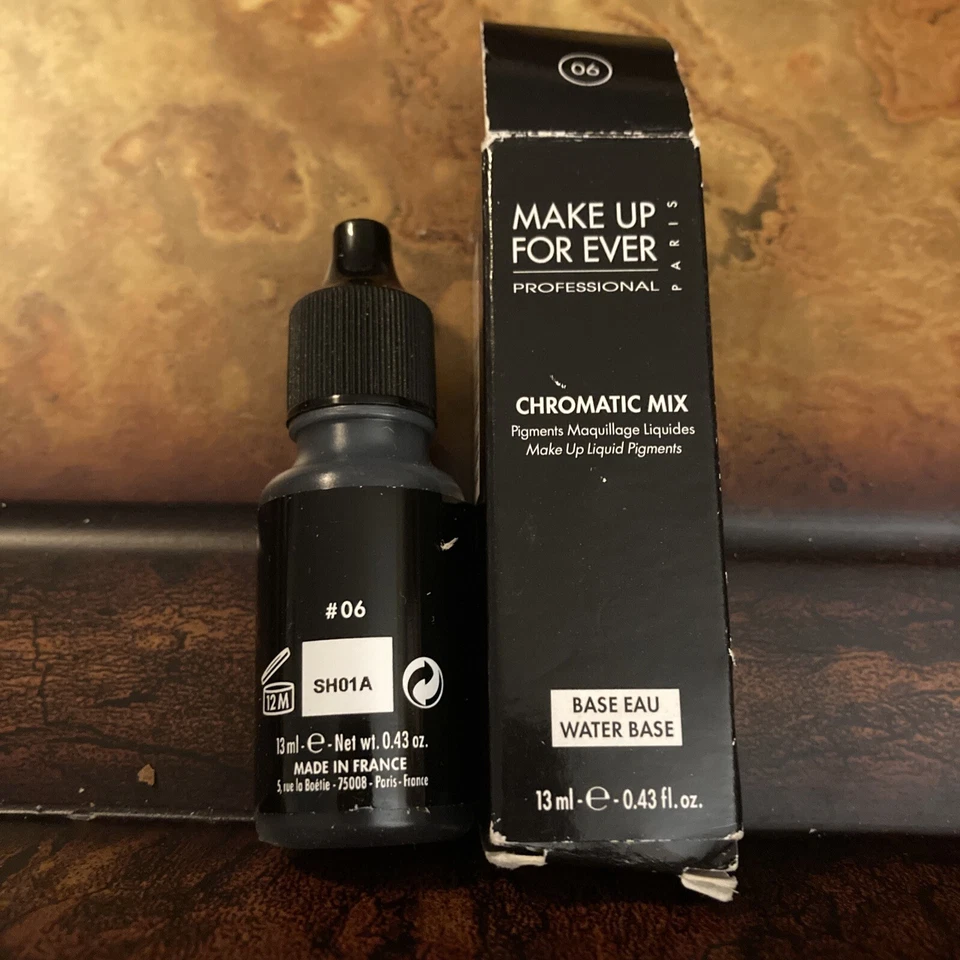 06
MAKE UP
FOR EVER
PROFESSIONAL
PARIS
CHROMATIC MIX
Pigments Maquillage Liquides
Make Up Liquid Pigments
BASE EAU
WATER BASE
13 ml - e - 0.43 fl. oz.
#06
12M
SH01A
13 ml - e - Net wt. 0.43 oz.
MADE IN FRANCE
5, rue la Boëtie - 75008 - Paris - France